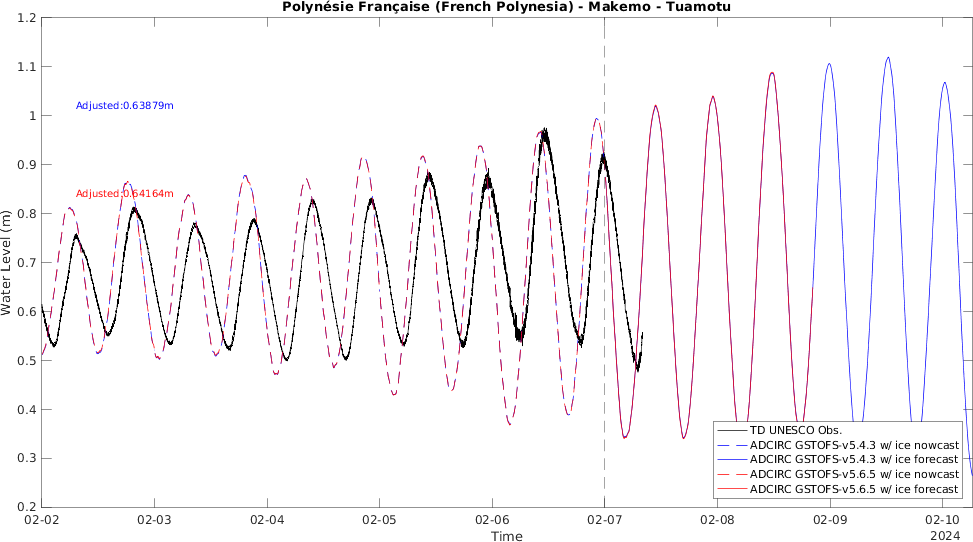 Polynésie Française (French Polynesia) - Makemo - Tuamotu
1.2
1.1
1
0.9
0.8
0.7
0.6
0.5
0.4
0.3
0.2
Water Level (m)
Adjusted:0.63879m
Adjusted:0.64164m
TD UNESCO Obs.
ADCIRC GSTOFS-v5.4.3 w/ ice nowcast
ADCIRC GSTOFS-v5.4.3 w/ ice forecast
ADCIRC GSTOFS-v5.6.5 w/ ice nowcast
ADCIRC GSTOFS-v5.6.5 w/ ice forecast
02-02 02-03 02-04 02-05 02-06 02-07 02-08 02-09 02-10
2024
Time